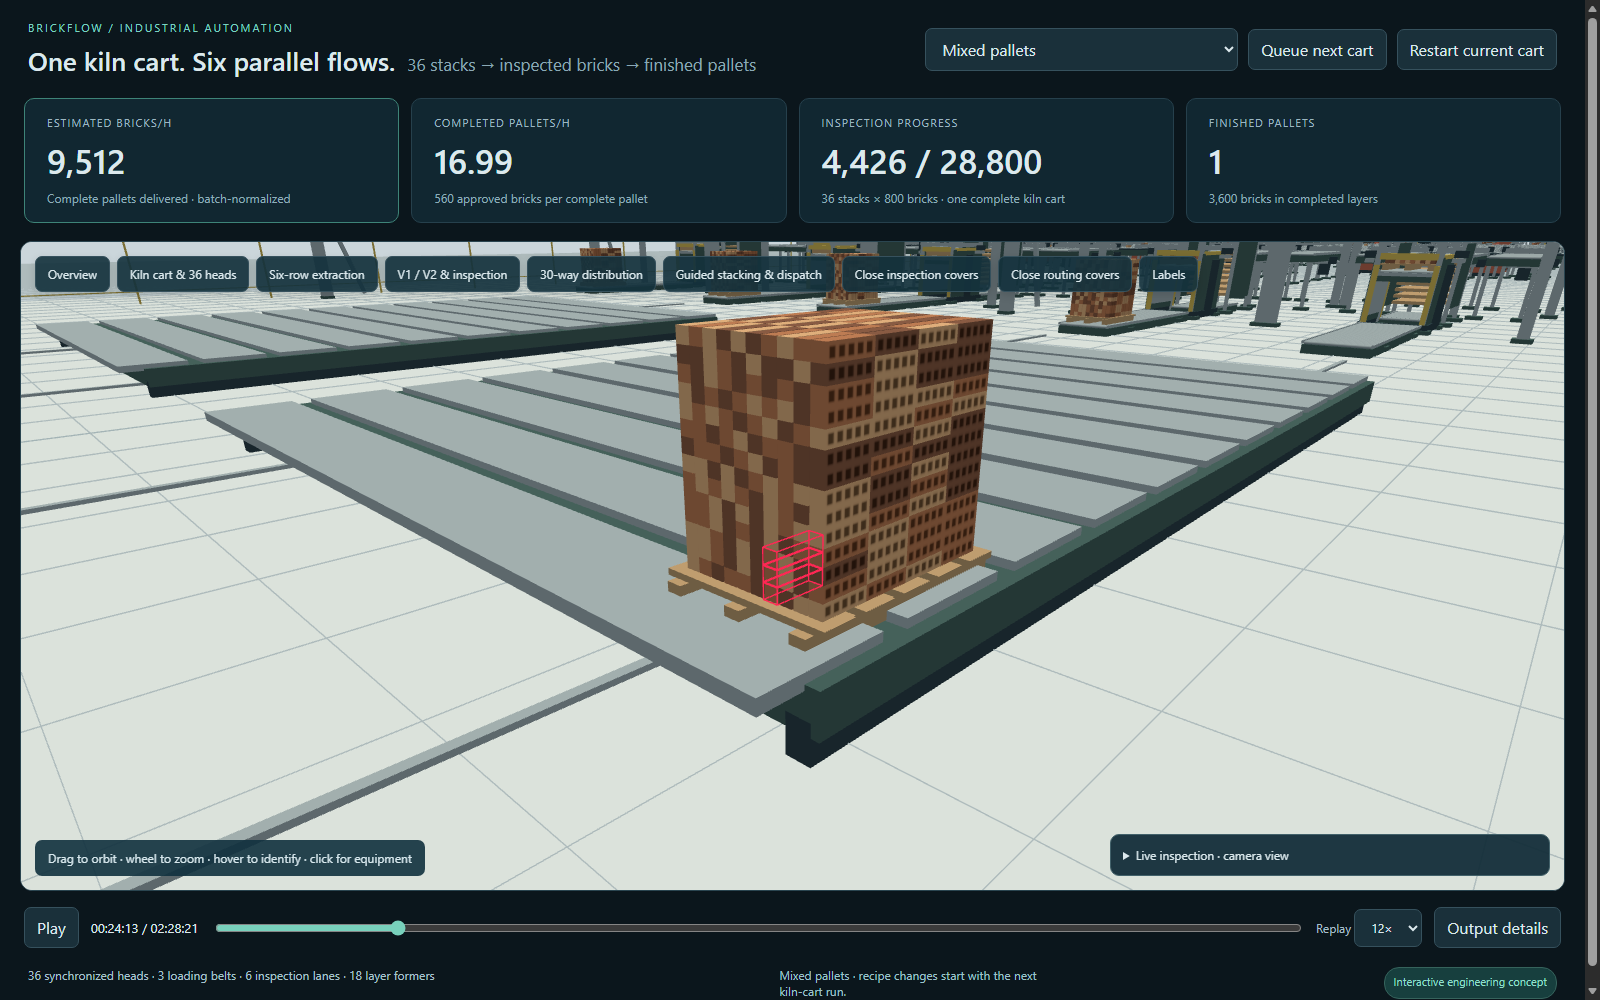 BRICKFLOW / INDUSTRIAL AUTOMATION
One kiln cart. Six parallel flows. 36 stacks → inspected bricks → finished pallets
Mixed pallets
Queue next cart
Restart current cart
ESTIMATED BRICKS/H
9,512
Complete pallets delivered · batch-normalized
COMPLETED PALLETS/H
16.99
560 approved bricks per complete pallet
INSPECTION PROGRESS
4,426 / 28,800
36 stacks × 800 bricks · one complete kiln cart
FINISHED PALLETS
1
3,600 bricks in completed layers
Overview
Kiln cart & 36 heads
Six-row extraction
V1 / V2 & inspection
30-way distribution
Guided stacking & dispatch
Close inspection covers
Close routing covers
Labels
Drag to orbit · wheel to zoom · hover to identify · click for equipment
▶ Live inspection · camera view
Play
00:24:13 / 02:28:21
Replay
12×
Output details
36 synchronized heads · 3 loading belts · 6 inspection lanes · 18 layer formers
Mixed pallets · recipe changes start with the next
kiln-cart run.
Interactive engineering concept